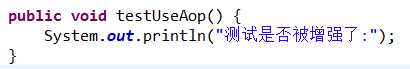 public void testUseAop() {
    System.out.println("测试是否被增强了:");
}